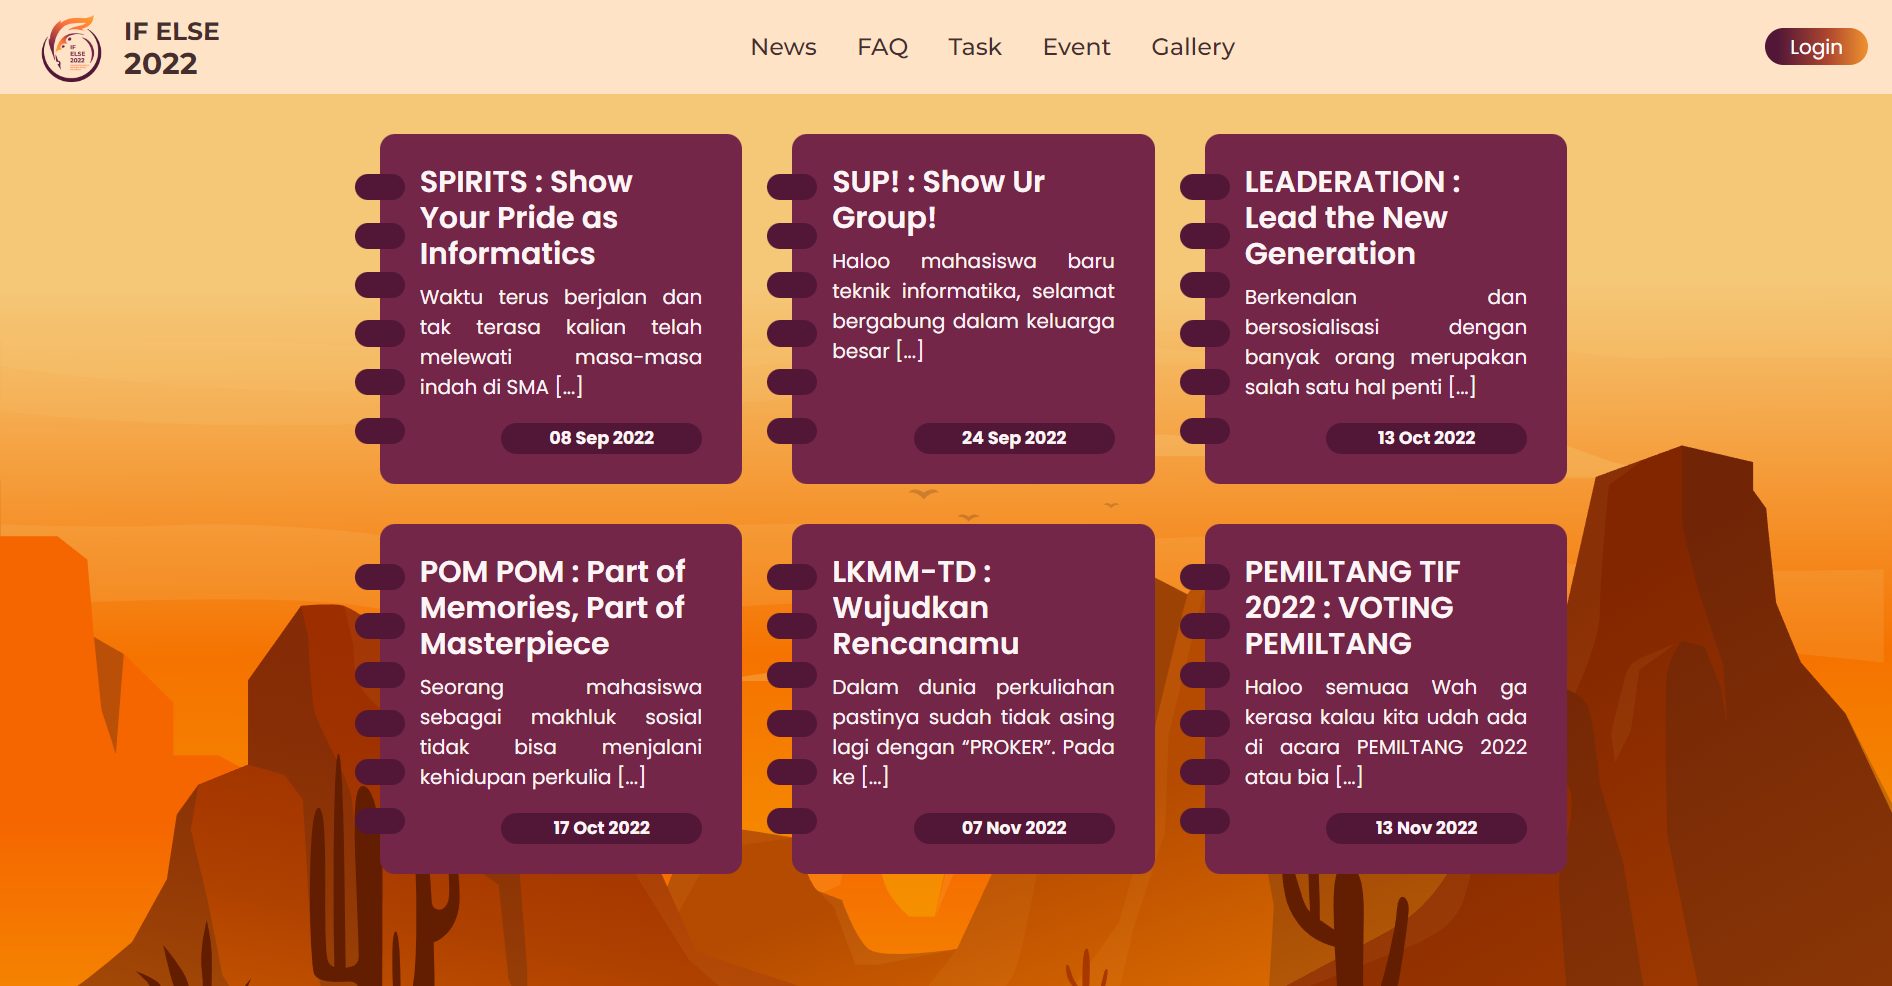 IF
ELSE
2022
IF ELSE
2022
News FAQ Task Event Gallery
Login
SPIRITS : Show
Your Pride as
Informatics
Waktu terus berjalan dan
tak terasa kalian telah
melewati masa-masa
indah di SMA [...]
08 Sep 2022
SUP! : Show Ur
Group!
Haloo mahasiswa baru
teknik informatika, selamat
bergabung dalam keluarga
besar [...]
24 Sep 2022
LEADERATION :
Lead the New
Generation
Berkenalan dan
bersosialisasi dengan
banyak orang merupakan
salah satu hal penti [...]
13 Oct 2022
POM POM : Part of
Memories, Part of
Masterpiece
Seorang mahasiswa
sebagai makhluk sosial
tidak bisa menjalani
kehidupan perkulia [...]
17 Oct 2022
LKMM-TD :
Wujudkan
Rencanamu
Dalam dunia perkuliahan
pastinya sudah tidak asing
lagi dengan “PROKER”. Pada
ke [...]
07 Nov 2022
PEMILTANG TIF
2022 : VOTING
PEMILTANG
Haloo semuaa Wah ga
kerasa kalau kita udah ada
di acara PEMILTANG 2022
atau bia [...]
13 Nov 2022